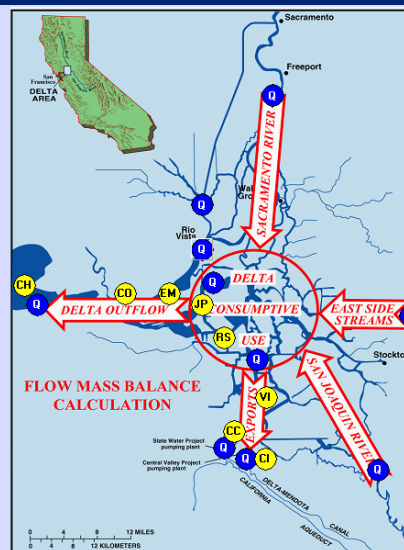 Sacramento
Freeport
San
Francisco
DELTA
AREA
Q
SACRAMENTO RIVER
Q
Rio
Vista
Q
Q
DELTA
CH
Q
CO
EM
JP
DELTA OUTFLOW
CONSUMPTIVE
EAST SIDE
STREAMS
RS
USE
Q
Stockto
FLOW MASS BALANCE
CALCULATION
SAN JOAQUIN RIVER
EXPORTS
VI
CC
State Water Project
pumping plant
Q
Central Valley Project
pumping plant
Q
CI
Q
DELTA-MENDOTA
CANAL
CALIFORNIA
AQUEDUCT
0 4 8 12 MILES
0 4 8 12 KILOMETERS